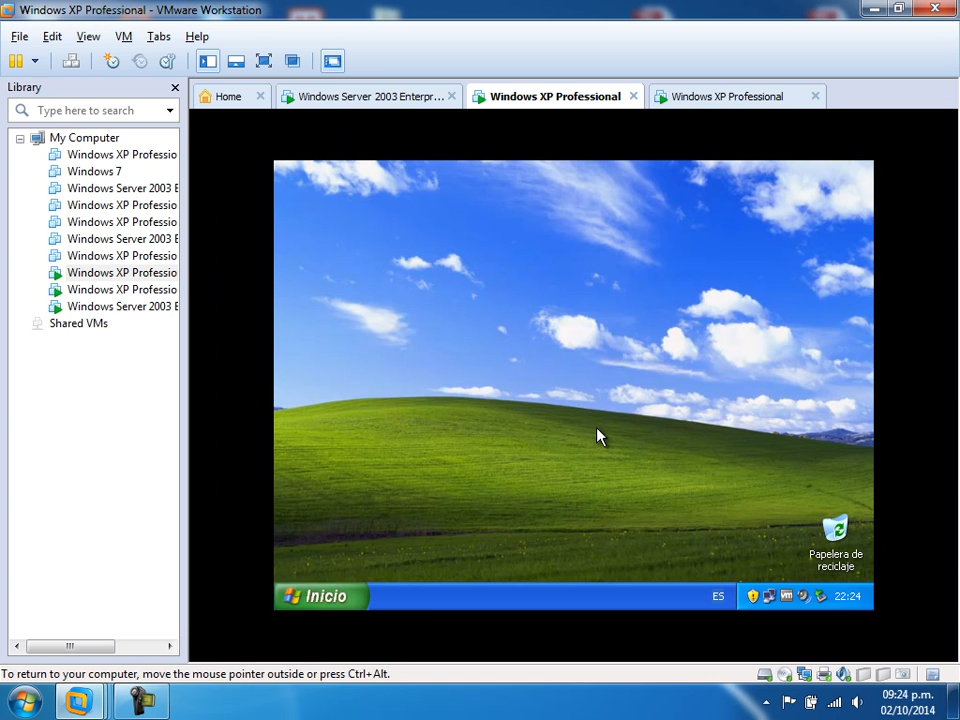 Windows XP Professional - VMware Workstation
File Edit View VM Tabs Help
Library
Type here to search
Home
Windows Server 2003 Enterpr...
Windows XP Professional
Windows XP Professional
My Computer
Windows XP Professio
Windows 7
Windows Server 2003 E
Windows XP Professio
Windows XP Professio
Windows Server 2003 E
Windows XP Professio
Windows XP Professio
Windows XP Professio
Windows Server 2003 E
Shared VMs
Papelera de
reciclaje
Inicio
ES
22:24
To return to your computer, move the mouse pointer outside or press Ctrl+Alt.
09:24 p.m.
02/10/2014